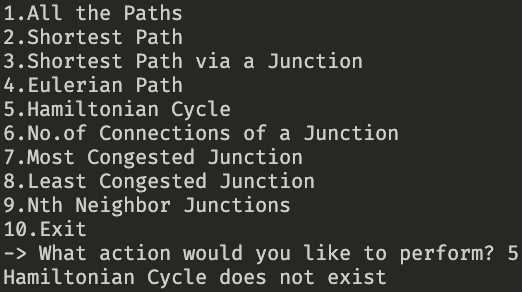 1.All the Paths
2.Shortest Path
3.Shortest Path via a Junction
4.Eulerian Path
5.Hamiltonian Cycle
6.No.of Connections of a Junction
7.Most Congested Junction
8.Least Congested Junction
9.Nth Neighbor Junctions
10.Exit
-> What action would you like to perform? 5
Hamiltonian Cycle does not exist